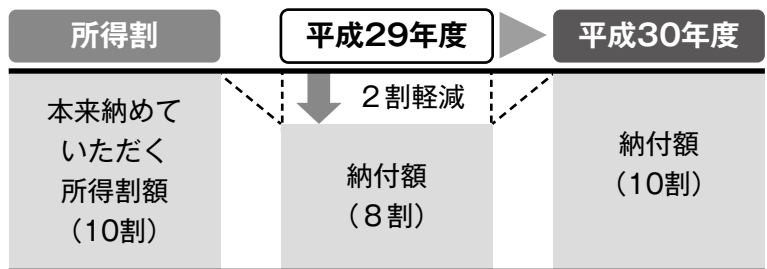 所得割
平成29年度
平成30年度
本来納めて
いただく
所得割額
（10割）
２割軽減
納付額
（８割）
納付額
（10割）